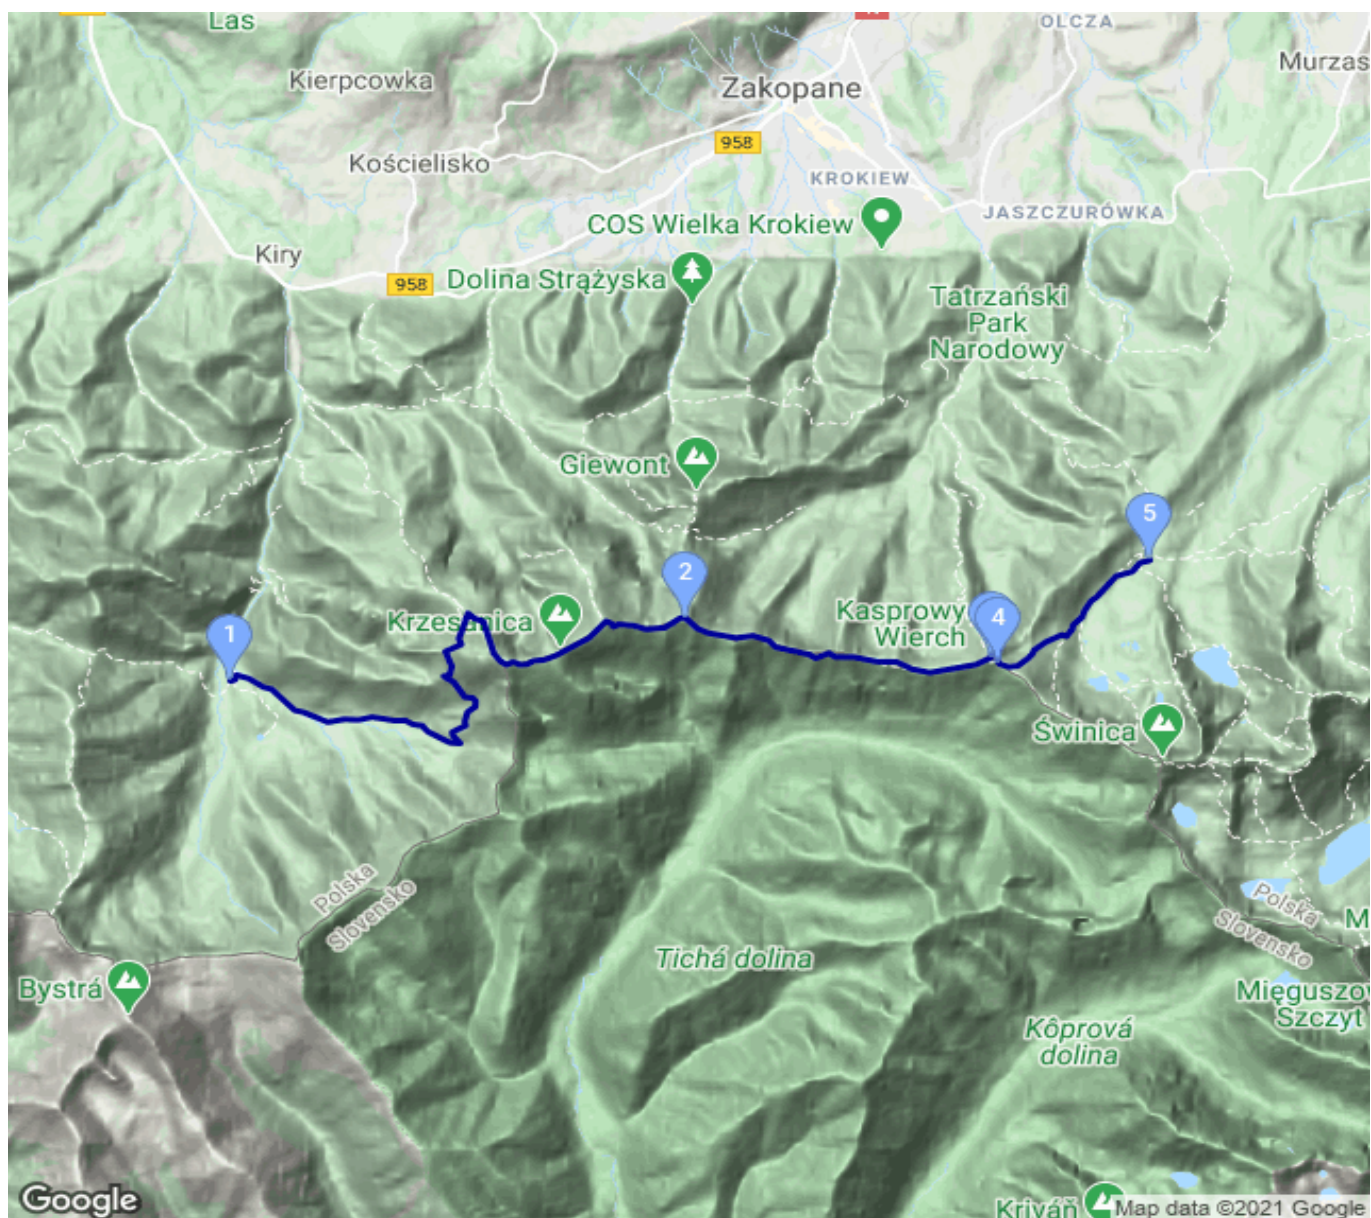 Las
OLCZA
Kierpcowka
Zakopane
Murzas
958
Kościelisko
KROKIEW
JASZCZURÓWKA
COS Wielka Krokiew
Kiry
Dolina Strążyska
958
Tatrzański
Park
Narodowy
Giewont
5
2
Kasprowy
Wierch
4
1
Krzesanica
Świnica
Polska
Slovensko
Polska
Slovensko
Tichá dolina
Bystrá
Mięguszow
Szczyt
Kôprová
dolina
M
Google
Kriváň
Map data ©2021 Google